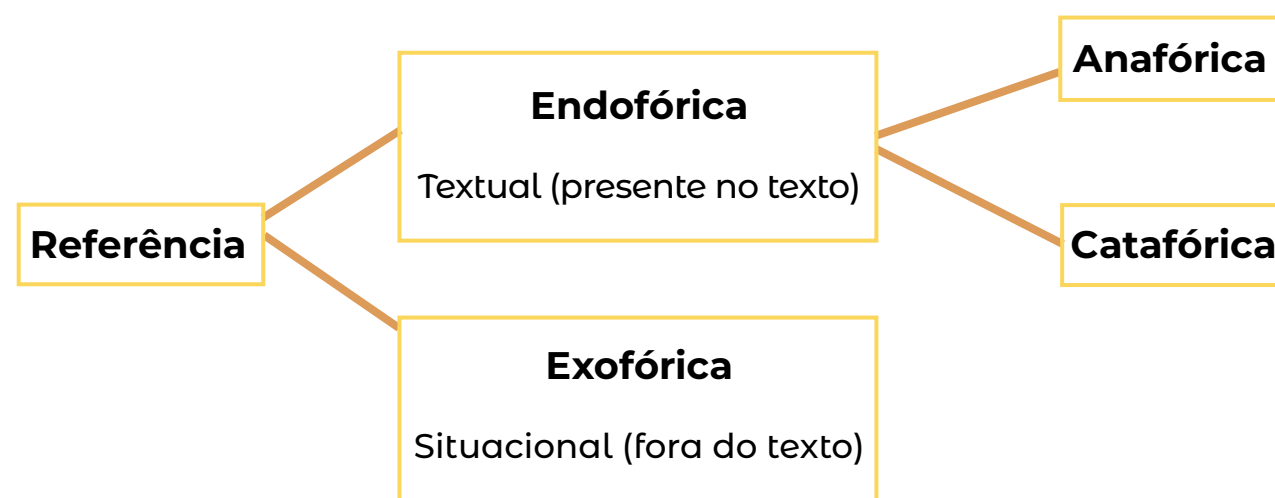 Referência
Endofórica
Textual (presente no texto)
Exofórica
Situacional (fora do texto)
Anafórica
Catafórica